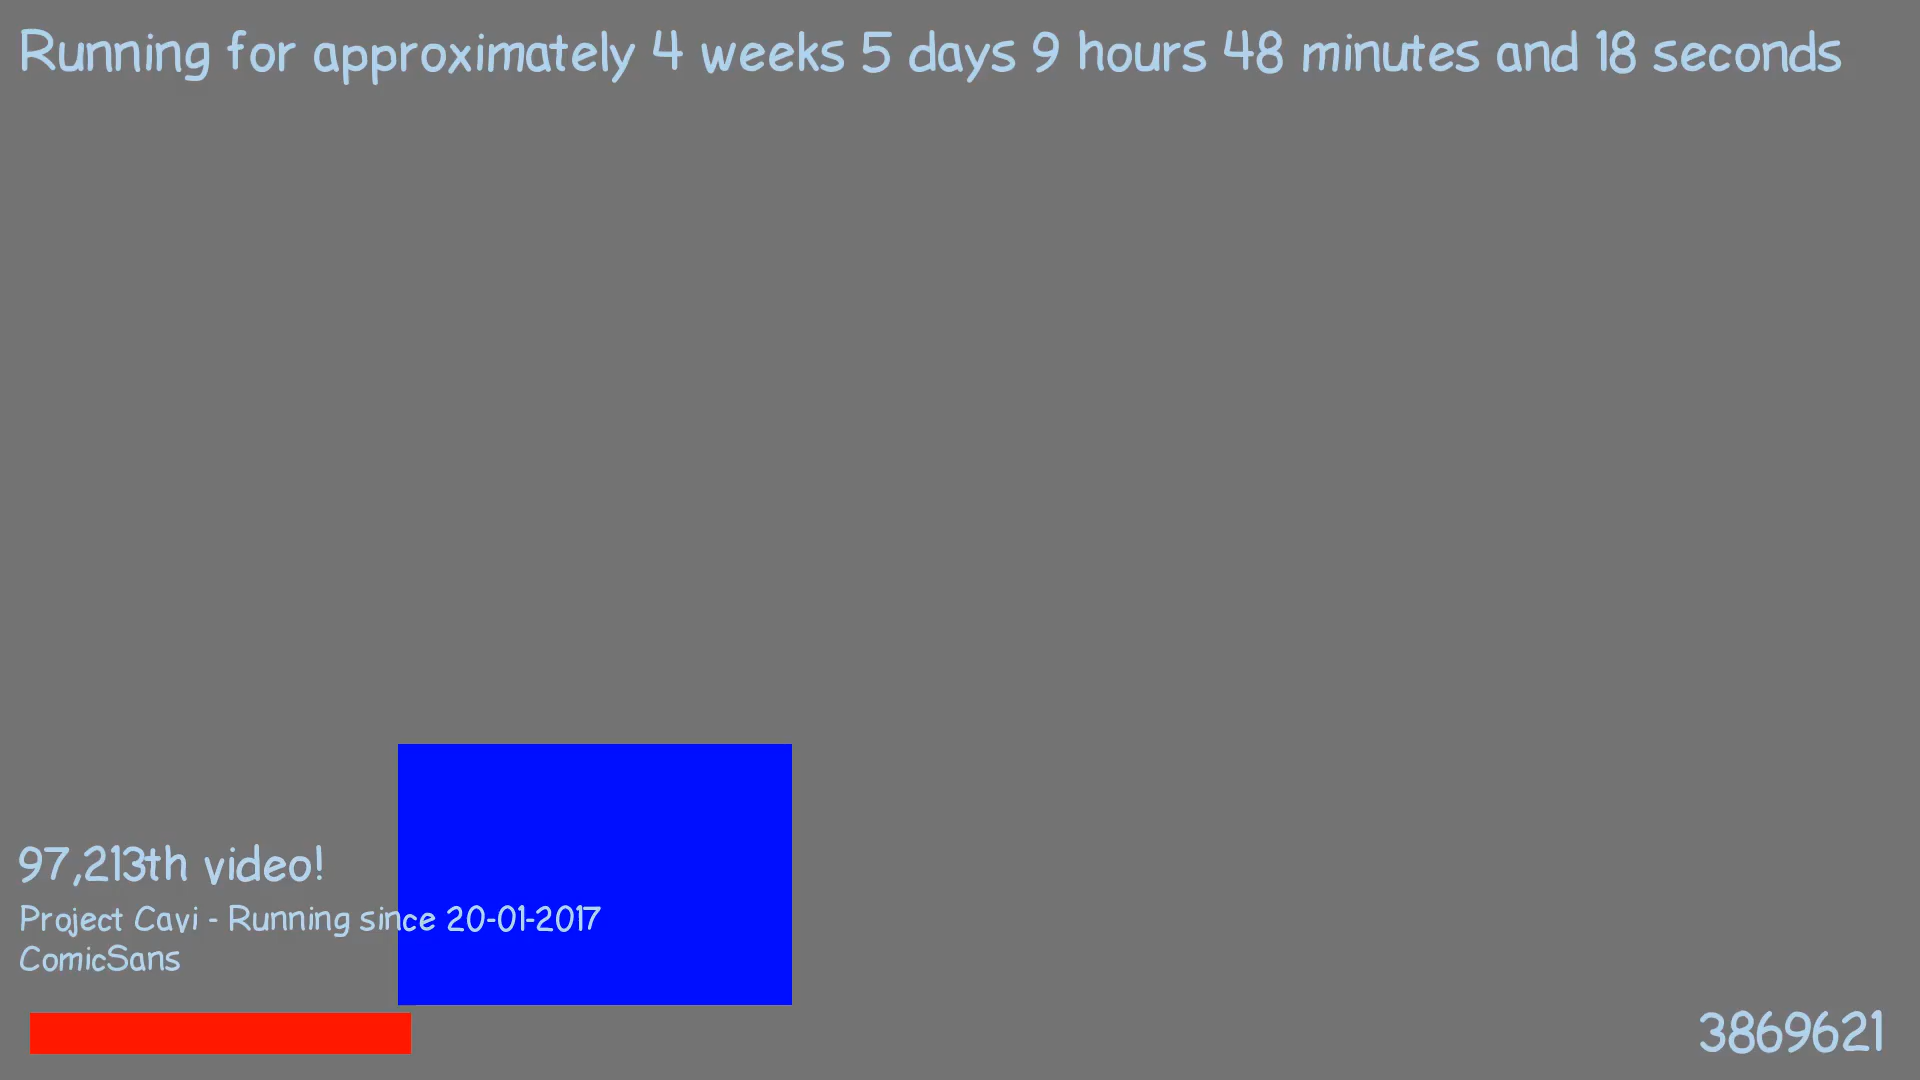 Running for approximately 4 weeks 5 days 9 hours 48 minutes and 18 seconds
97,213th video!
Project Cavi - Running since 20-01-2017
ComicSans
3869621